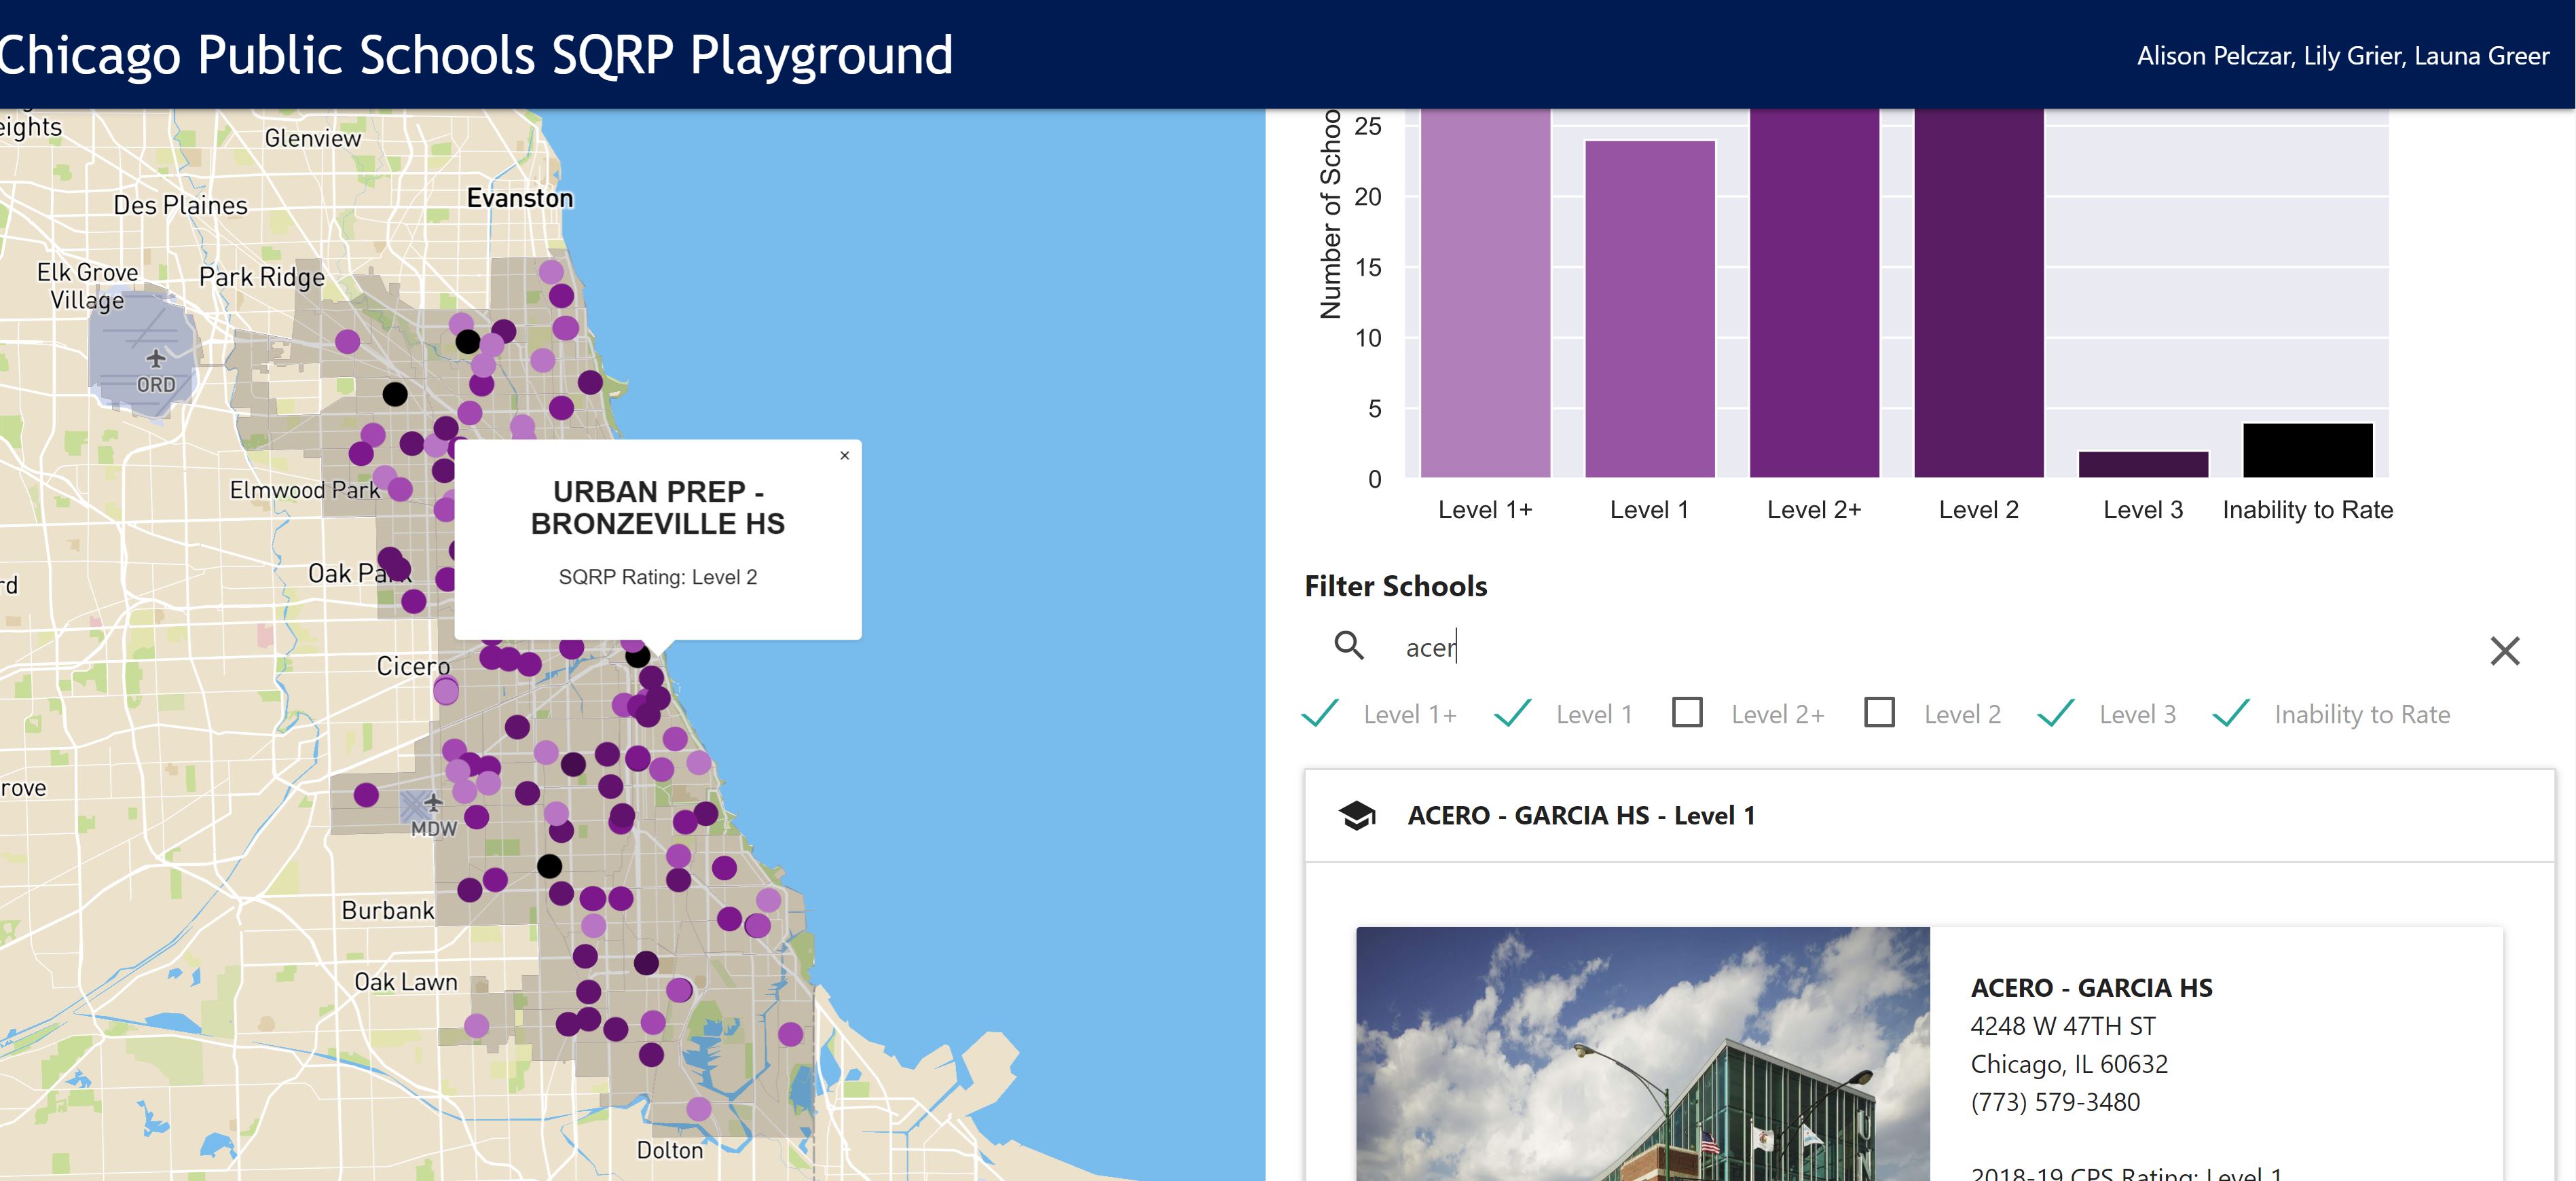 Chicago Public Schools SQRP Playground
Alison Pelczar, Lily Grier, Launa Greer
eights
Glenview
Des Plaines
Evanston
Elk Grove
Village
Park Ridge
ORD
Elmwood Park
Oak Park
rd
Cicero
rove
MDW
Burbank
Oak Lawn
Dolton
×
URBAN PREP -
BRONZEVILLE HS
SQRP Rating: Level 2
Number of Schoo
25
20
15
10
5
0
Level 1+ Level 1 Level 2+ Level 2 Level 3 Inability to Rate
Filter Schools
acer
Level 1+ Level 1 Level 2+ Level 2 Level 3 Inability to Rate
ACERO - GARCIA HS - Level 1
ACERO - GARCIA HS
4248 W 47TH ST
Chicago, IL 60632
(773) 579-3480
2018-19 CPS Rating: Level 1